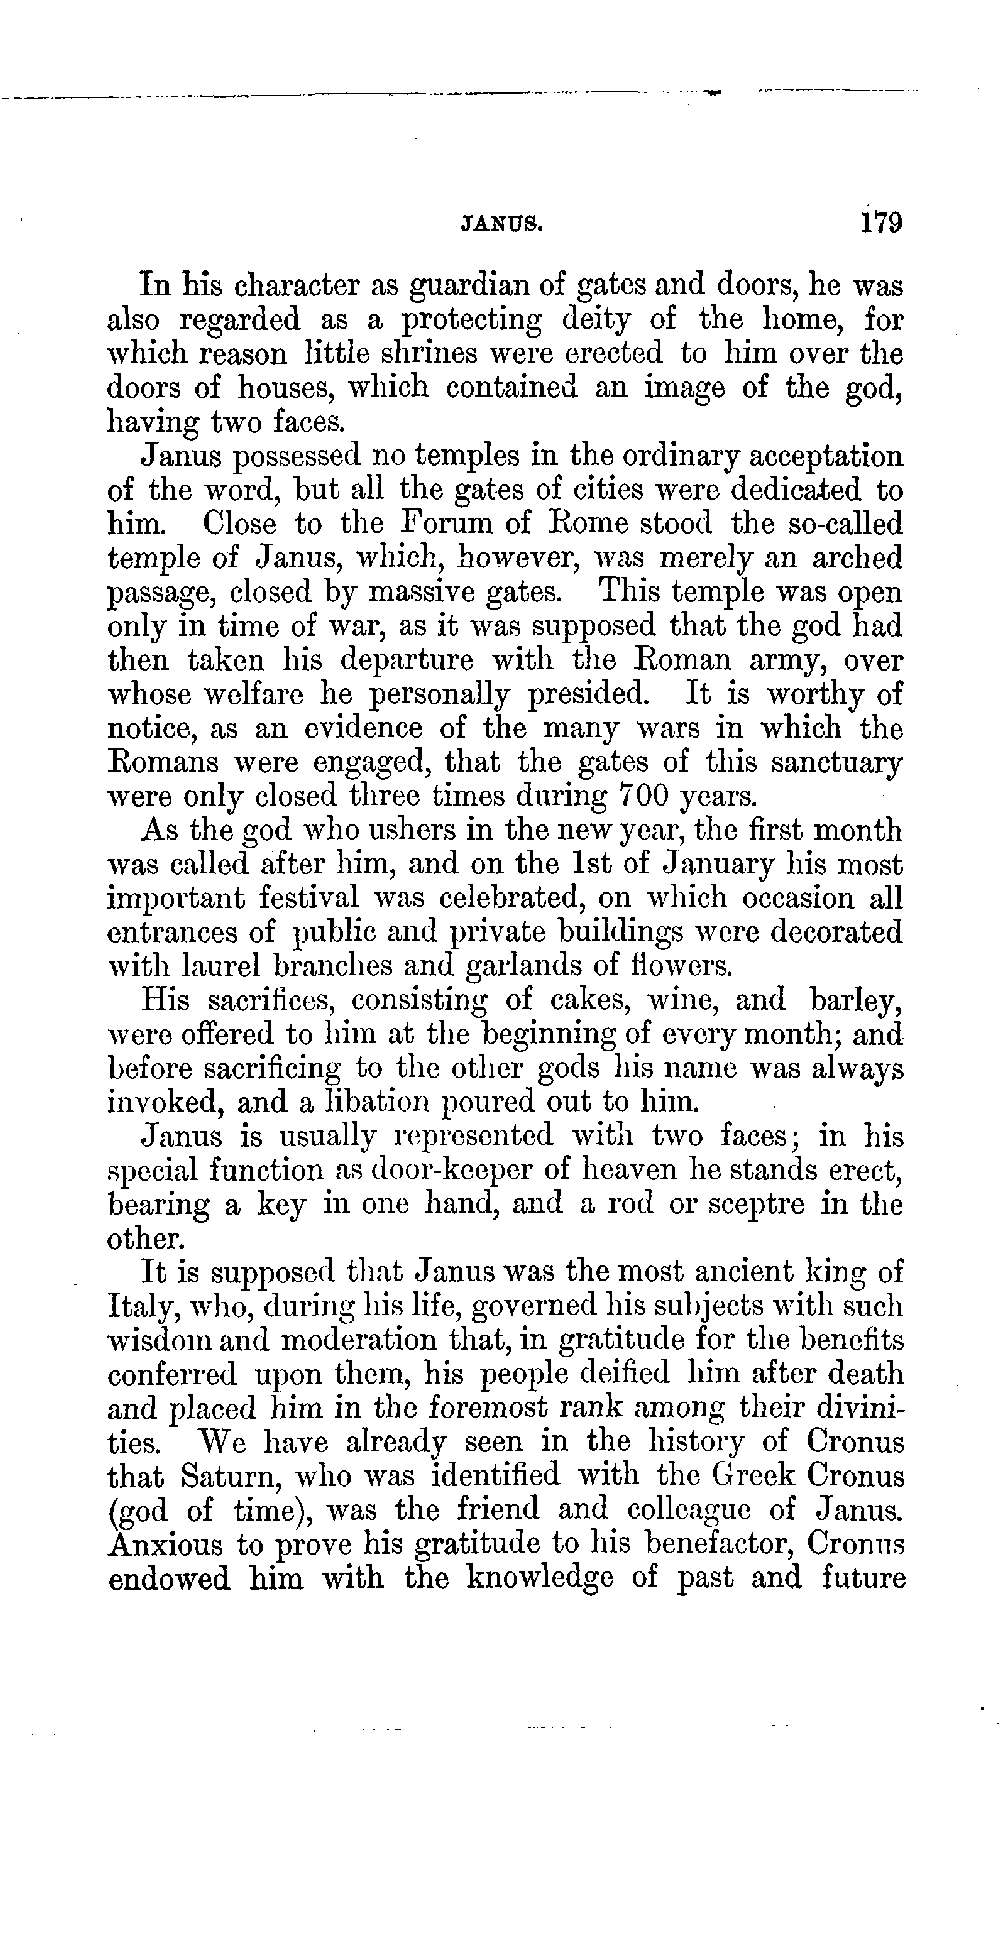 JANUS. 179
In his character as guardian of gates and doors, he was
also regarded as a protecting deity of the home, for
which reason little shrines were erected to him over the
doors of houses, which contained an image of the god,
having two faces.
Janus possessed no temples in the ordinary acceptation
of the word, but all the gates of cities were dedicated to
him. Close to the Forum of Rome stood the so-called
temple of Janus, which, however, was merely an arched
passage, closed by massive gates. This temple was open
only in time of war, as it was supposed that the god had
then taken his departure with the Roman army, over
whose welfare he personally presided. It is worthy of
notice, as an evidence of the many wars in which the
Romans were engaged, that the gates of this sanctuary
were only closed three times during 700 years.
As the god who ushers in the new year, the first month
was called after him, and on the 1st of January his most
important festival was celebrated, on which occasion all
entrances of public and private buildings were decorated
with laurel branches and garlands of flowers.
His sacrifices, consisting of cakes, wine, and barley,
were offered to him at the beginning of every month; and
before sacrificing to the other gods his name was always
invoked, and a libation poured out to him.
Janus is usually represented with two faces; in his
special function as door-keeper of heaven he stands erect,
bearing a key in one hand, and a rod or sceptre in the
other.
It is supposed that Janus was the most ancient king of
Italy, who, during his life, governed his subjects with such
wisdom and moderation that, in gratitude for the benefits
conferred upon them, his people deified him after death
and placed him in the foremost rank among their divini-
ties. We have already seen in the history of Cronus
that Saturn, who was identified with the Greek Cronus
(god of time), was the friend and colleague of Janus.
Anxious to prove his gratitude to his benefactor, Cronus
endowed him with the knowledge of past and future